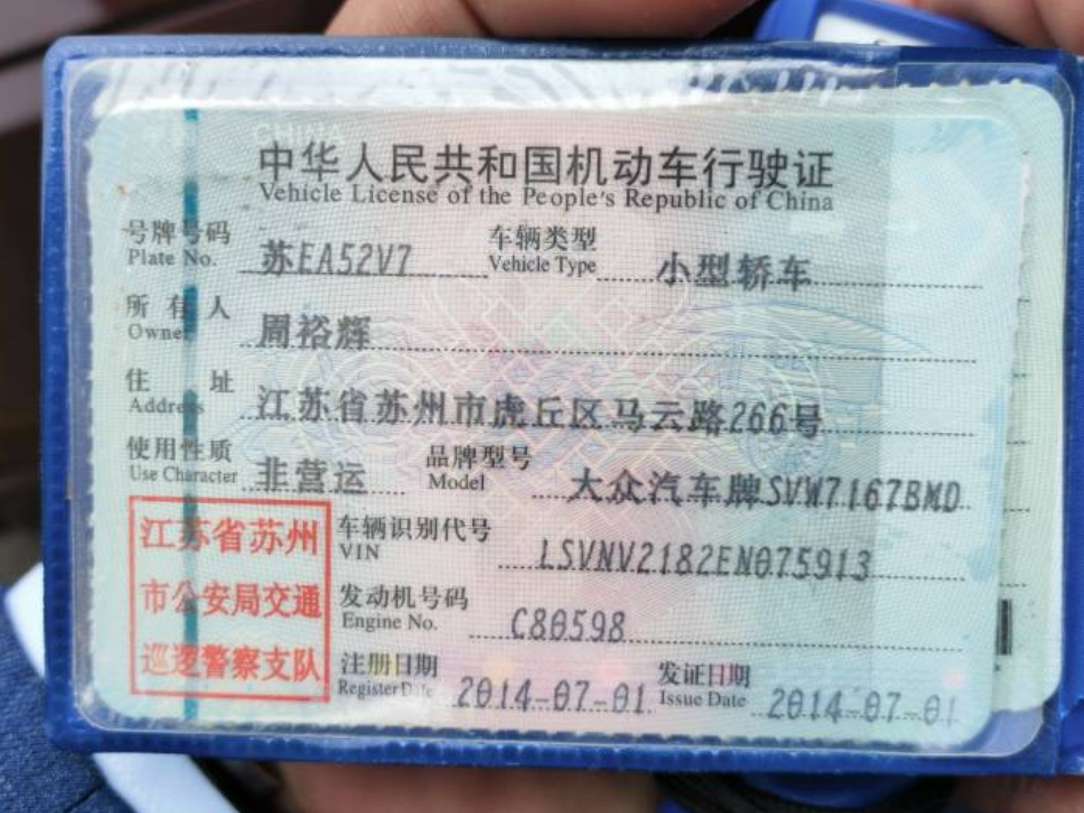 CHINA
中华人民共和国机动车行驶证
Vehicle License of the People's Republic of China
号牌号码 苏EA52V7 车辆类型 小型轿车
Plate No. Vehicle Type
所有人 周裕辉
Owner
住址 江苏省苏州市虎丘区马云路266号
Address
使用性质 非营运 品牌型号 大众汽车牌SVW7167BMD
Use Character Model
江苏省苏州
市公安局交通
巡逻警察支队
车辆识别代号 LSVNV2182EN075913
VIN
发动机号码 C80598
Engine No.
注册日期 2014-07-01 发证日期 2014-07-01
Register Date Issue Date